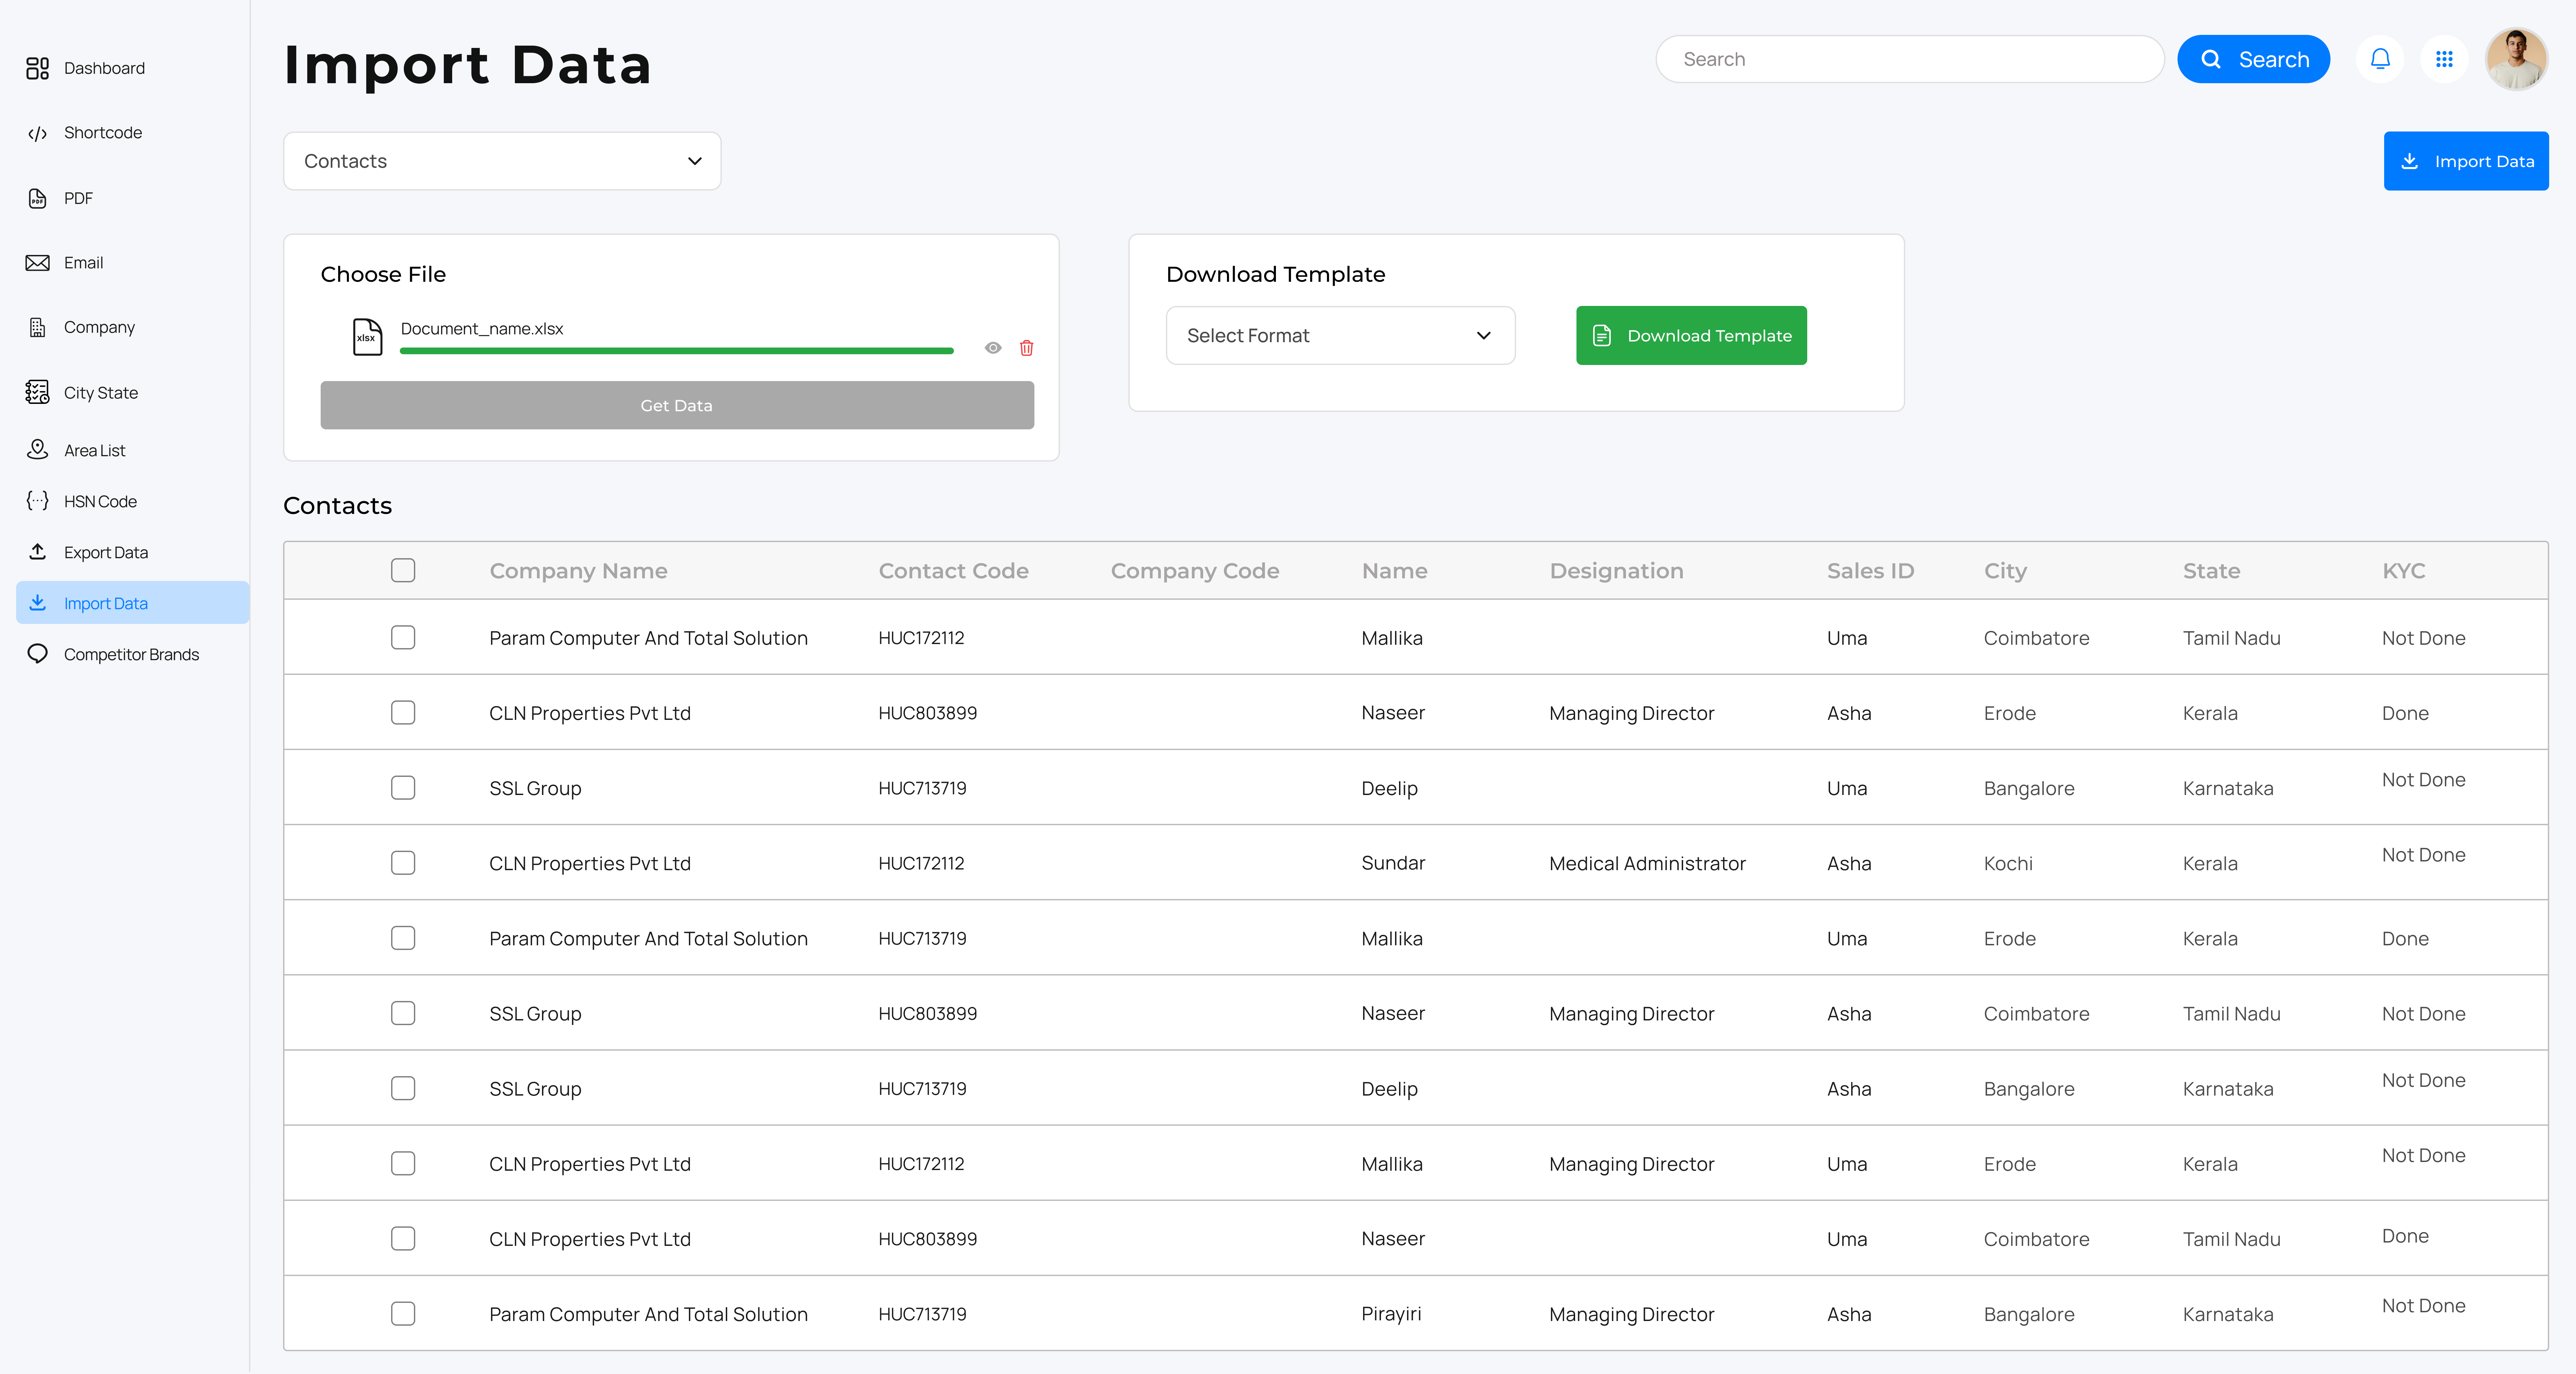 Dashboard
Shortcode
PDF
PDF
Email
Company
City State
Area List
HSN Code
Export Data
Import Data
Competitor Brands
Import Data
Search
Search
Contacts
Import Data
Choose File
xlsx
Document_name.xlsx
Get Data
Download Template
Select Format
Download Template
Contacts
Company Name Contact Code Company Code Name Designation Sales ID City State KYC
Param Computer And Total Solution HUC172112 Mallika Uma Coimbatore Tamil Nadu Not Done
CLN Properties Pvt Ltd HUC803899 Naseer Managing Director Asha Erode Kerala Done
SSL Group HUC713719 Deelip Uma Bangalore Karnataka Not Done
CLN Properties Pvt Ltd HUC172112 Sundar Medical Administrator Asha Kochi Kerala Not Done
Param Computer And Total Solution HUC713719 Mallika Uma Erode Kerala Done
SSL Group HUC803899 Naseer Managing Director Asha Coimbatore Tamil Nadu Not Done
SSL Group HUC713719 Deelip Asha Bangalore Karnataka Not Done
CLN Properties Pvt Ltd HUC172112 Mallika Managing Director Uma Erode Kerala Not Done
CLN Properties Pvt Ltd HUC803899 Naseer Uma Coimbatore Tamil Nadu Done
Param Computer And Total Solution HUC713719 Pirayiri Managing Director Asha Bangalore Karnataka Not Done